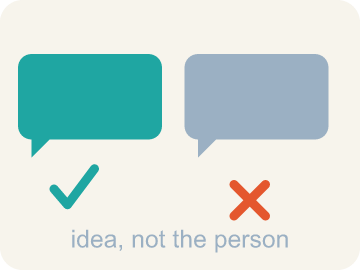 idea, not the person